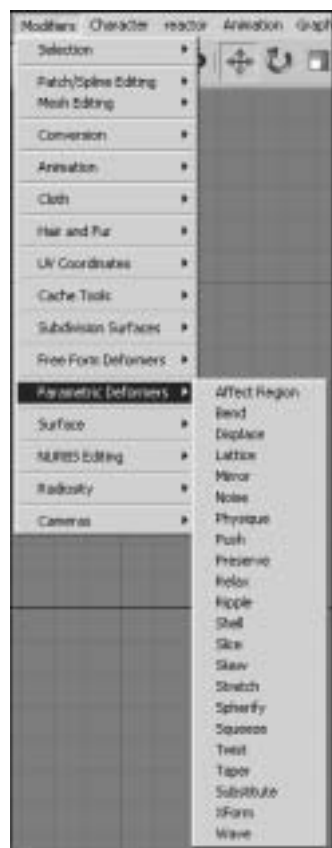 Modifiers Character reactor Animation Graph
Selection
Patch/Spline Editing
Mesh Editing
Conversion
Animation
Cloth
Hair and Fur
UV Coordinates
Cache Tools
Subdivision Surfaces
Free Form Deformers
Parametric Deformers
Surface
NURBS Editing
Radiosity
Cameras
Affect Region
Bend
Displace
Lattice
Mirror
Noise
Physique
Push
Preserve
Relax
Ripple
Shell
Slice
Skew
Stretch
Spherify
Squeeze
Twist
Taper
Substitute
XForm
Wave